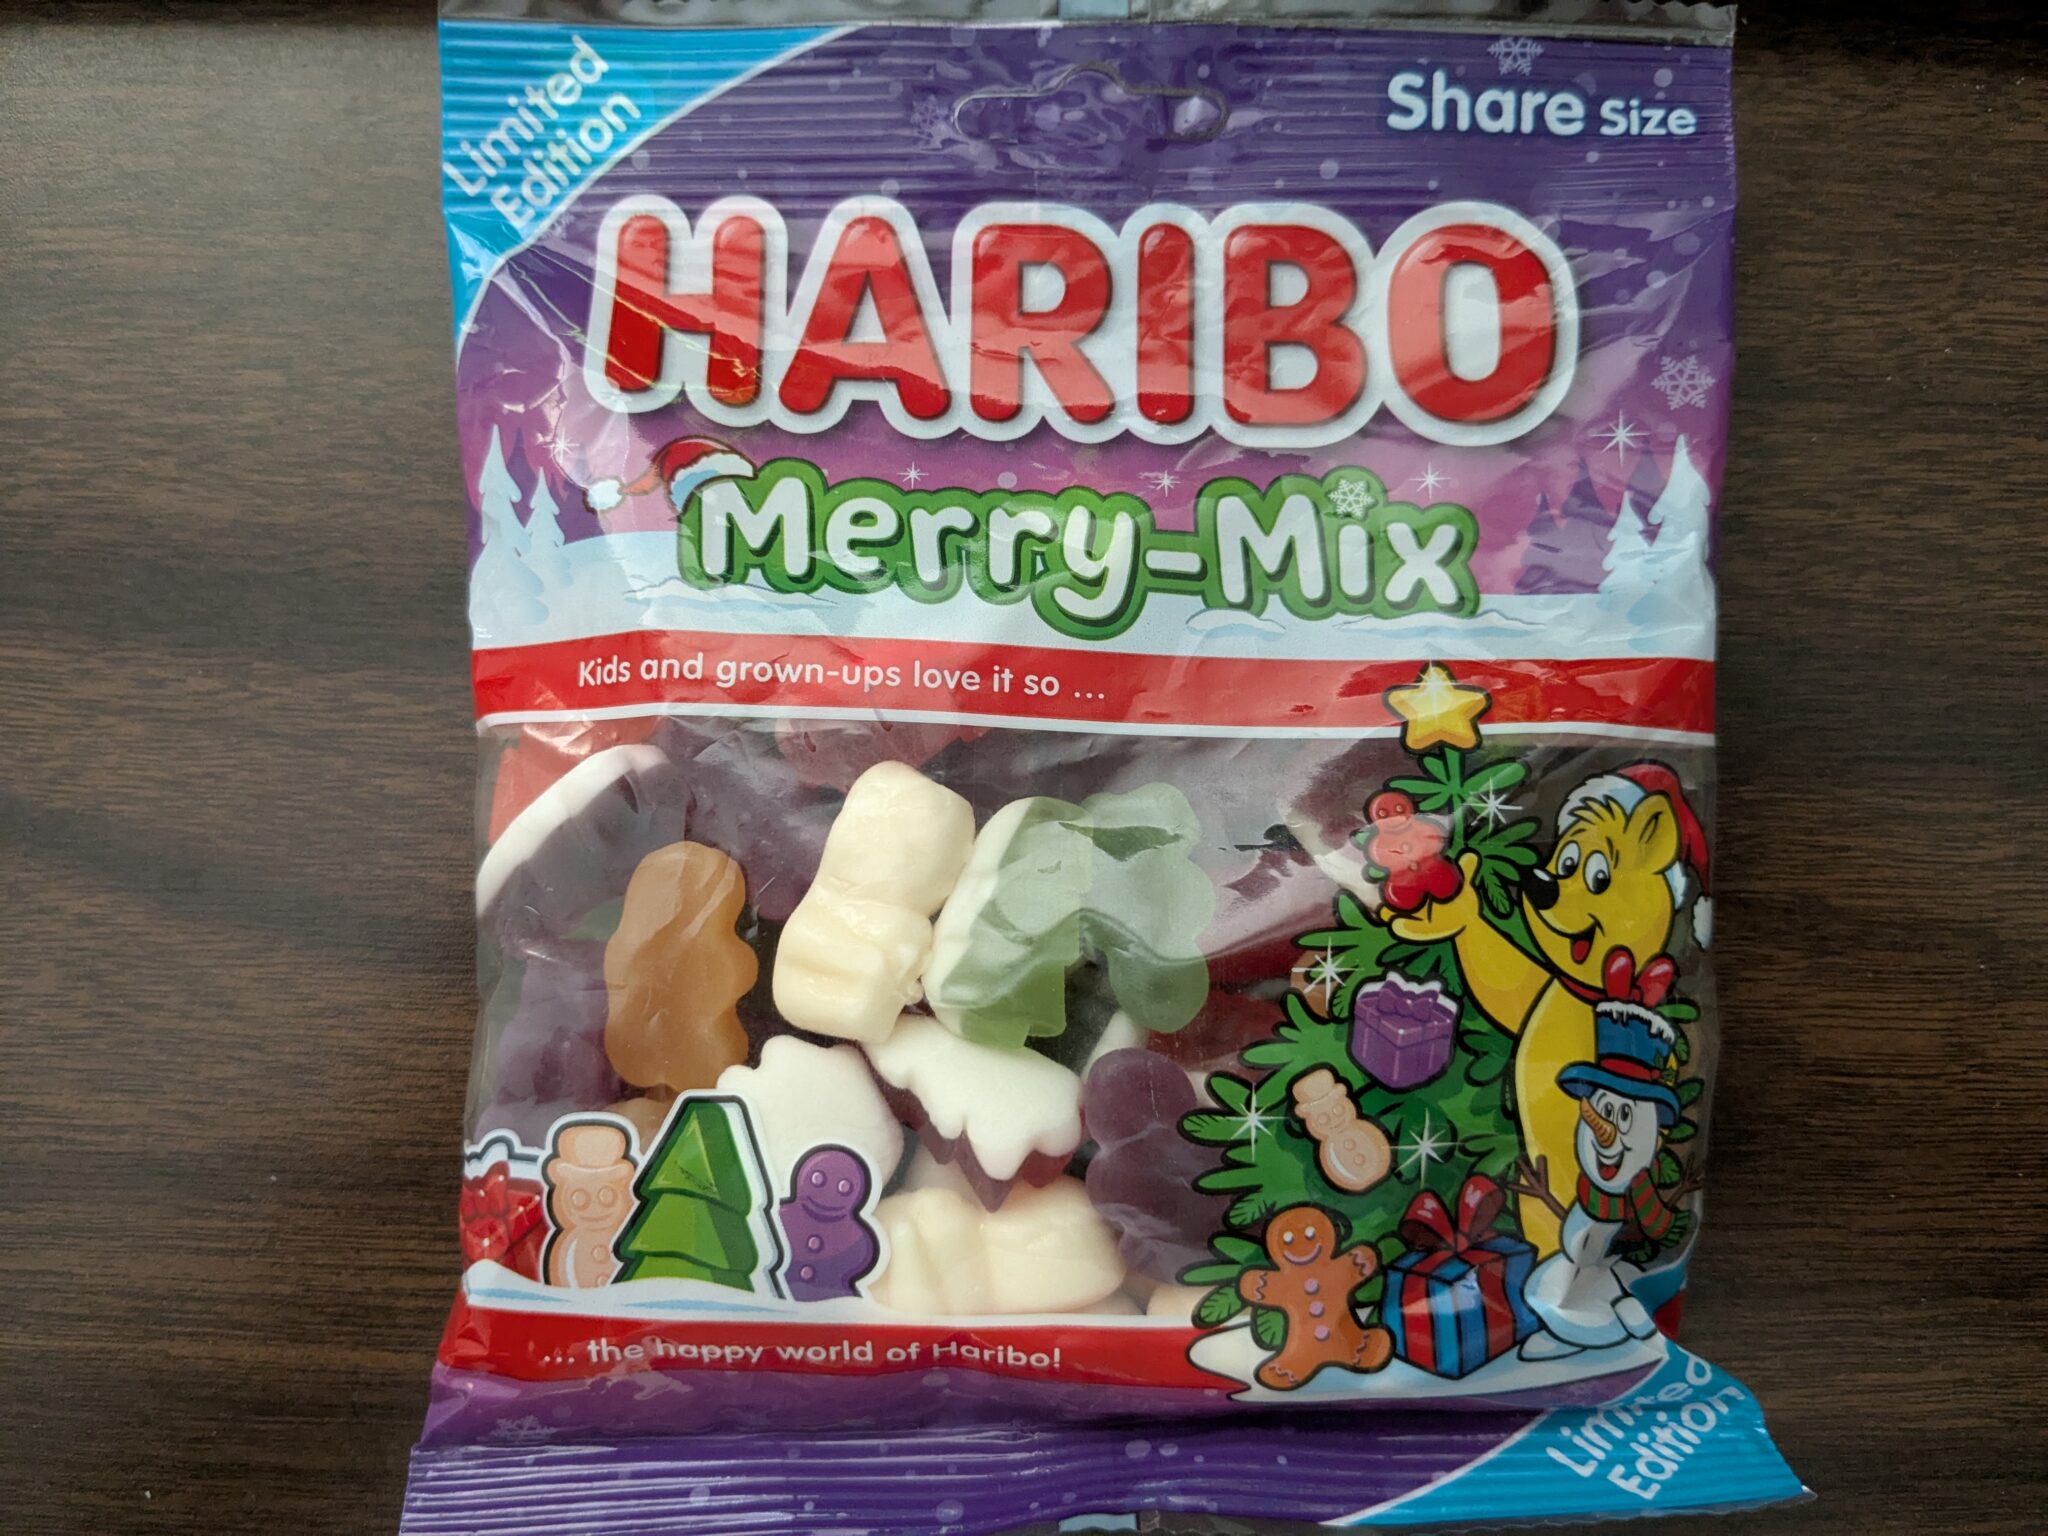 Limited
Edition
Share Size
HARIBO
Merry-Mix
Kids and grown-ups love it so ...
... the happy world of Haribo!
Limited
Edition